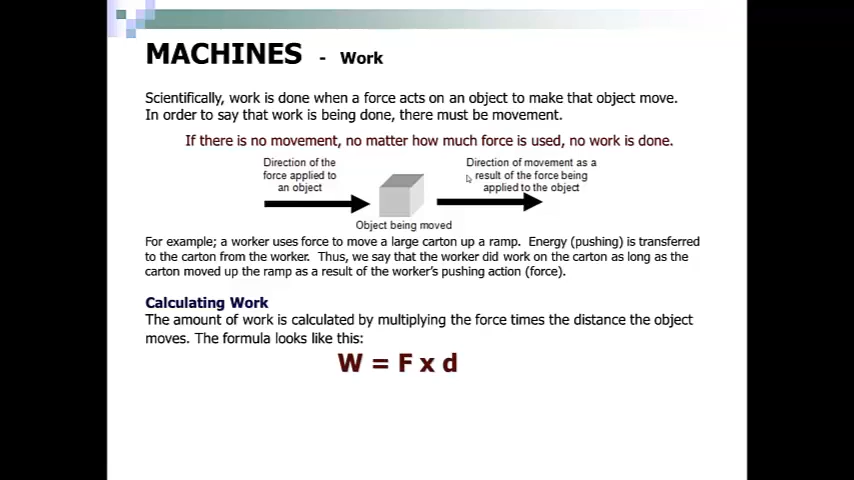 MACHINES - Work
Scientifically, work is done when a force acts on an object to make that object move.
In order to say that work is being done, there must be movement.
If there is no movement, no matter how much force is used, no work is done.
Direction of the
force applied to
an object
Direction of movement as a
result of the force being
applied to the object
Object being moved
For example; a worker uses force to move a large carton up a ramp. Energy (pushing) is transferred
to the carton from the worker. Thus, we say that the worker did work on the carton as long as the
carton moved up the ramp as a result of the worker's pushing action (force).
Calculating Work
The amount of work is calculated by multiplying the force times the distance the object
moves. The formula looks like this:
W = F x d